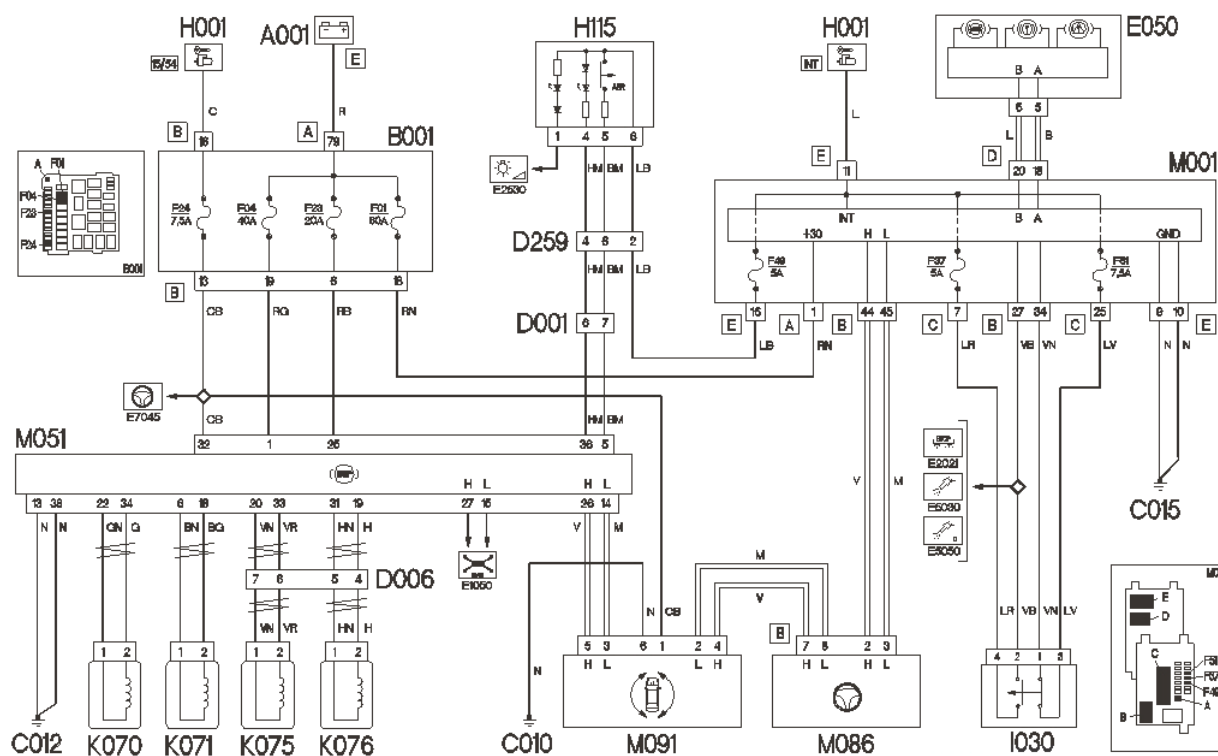 H001
A001
H115
H001
E050
15/54
E
INT
ASR
B A
C
R
1 4 5 6
L
6 5
L B
B 16
A 79
B001
E2530
HM BM LB
E 11
D 20 18
M001
A F01
F04
F23
F24
B001
F24 7,5A
F04 40A
F23 20A
F01 60A
D259
4 6 2
INT
B A
+30
H L
GND
F49 5A
F37 5A
F51 7,5A
HM BM LB
B
13 19 6 18
CB RG RB RN
D001
6 7
E 15
A 1
B 44 45
C 7
B 27 34
C 25
9 10 E
LB
RN
LR
VB VN
LV
N N
E7045
CB
HM BM
M051
32 1 25 36 5
E2021
E5030
E5050
C015
V M
H L
H L
13 38 22 34 6 18 20 33 31 19 27 15 26 14
N N GN G BN BG VN VR HN H
V M
D006
7 6 5 4
E1050
M
V
VN VR HN H
N
N CB
LR VB VN LV
1 2
1 2
1 2
1 2
5 3 6 1 2 4
H L L H
B
7 8 2 3
H L H L
4 2 1 3
E
D
C
F51
F37
F49
A
B
C012
K070
K071
K075
K076
C010
M091
M086
I030